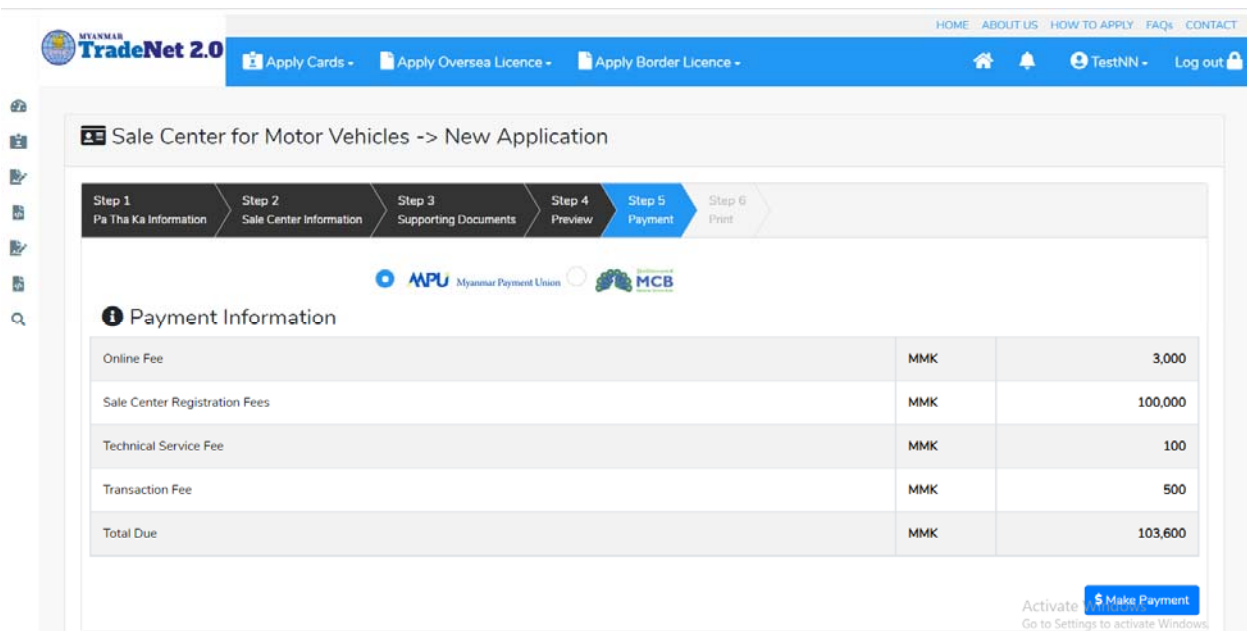 HOME ABOUT US HOW TO APPLY FAQs CONTACT
MYANMAR
TradeNet 2.0
Apply Cards Apply Oversea Licence Apply Border Licence TestNN Log out
Sale Center for Motor Vehicles -> New Application
Step 1 Step 2 Step 3 Step 4 Step 5 Step 6
Pa Tha Ka Information Sale Center Information Supporting Documents Preview Payment Print
MPU Myanmar Payment Union MCB
Payment Information
Online Fee MMK 3,000
Sale Center Registration Fees MMK 100,000
Technical Service Fee MMK 100
Transaction Fee MMK 500
Total Due MMK 103,600
$ Make Payment
Activate Windows
Go to Settings to activate Windows.